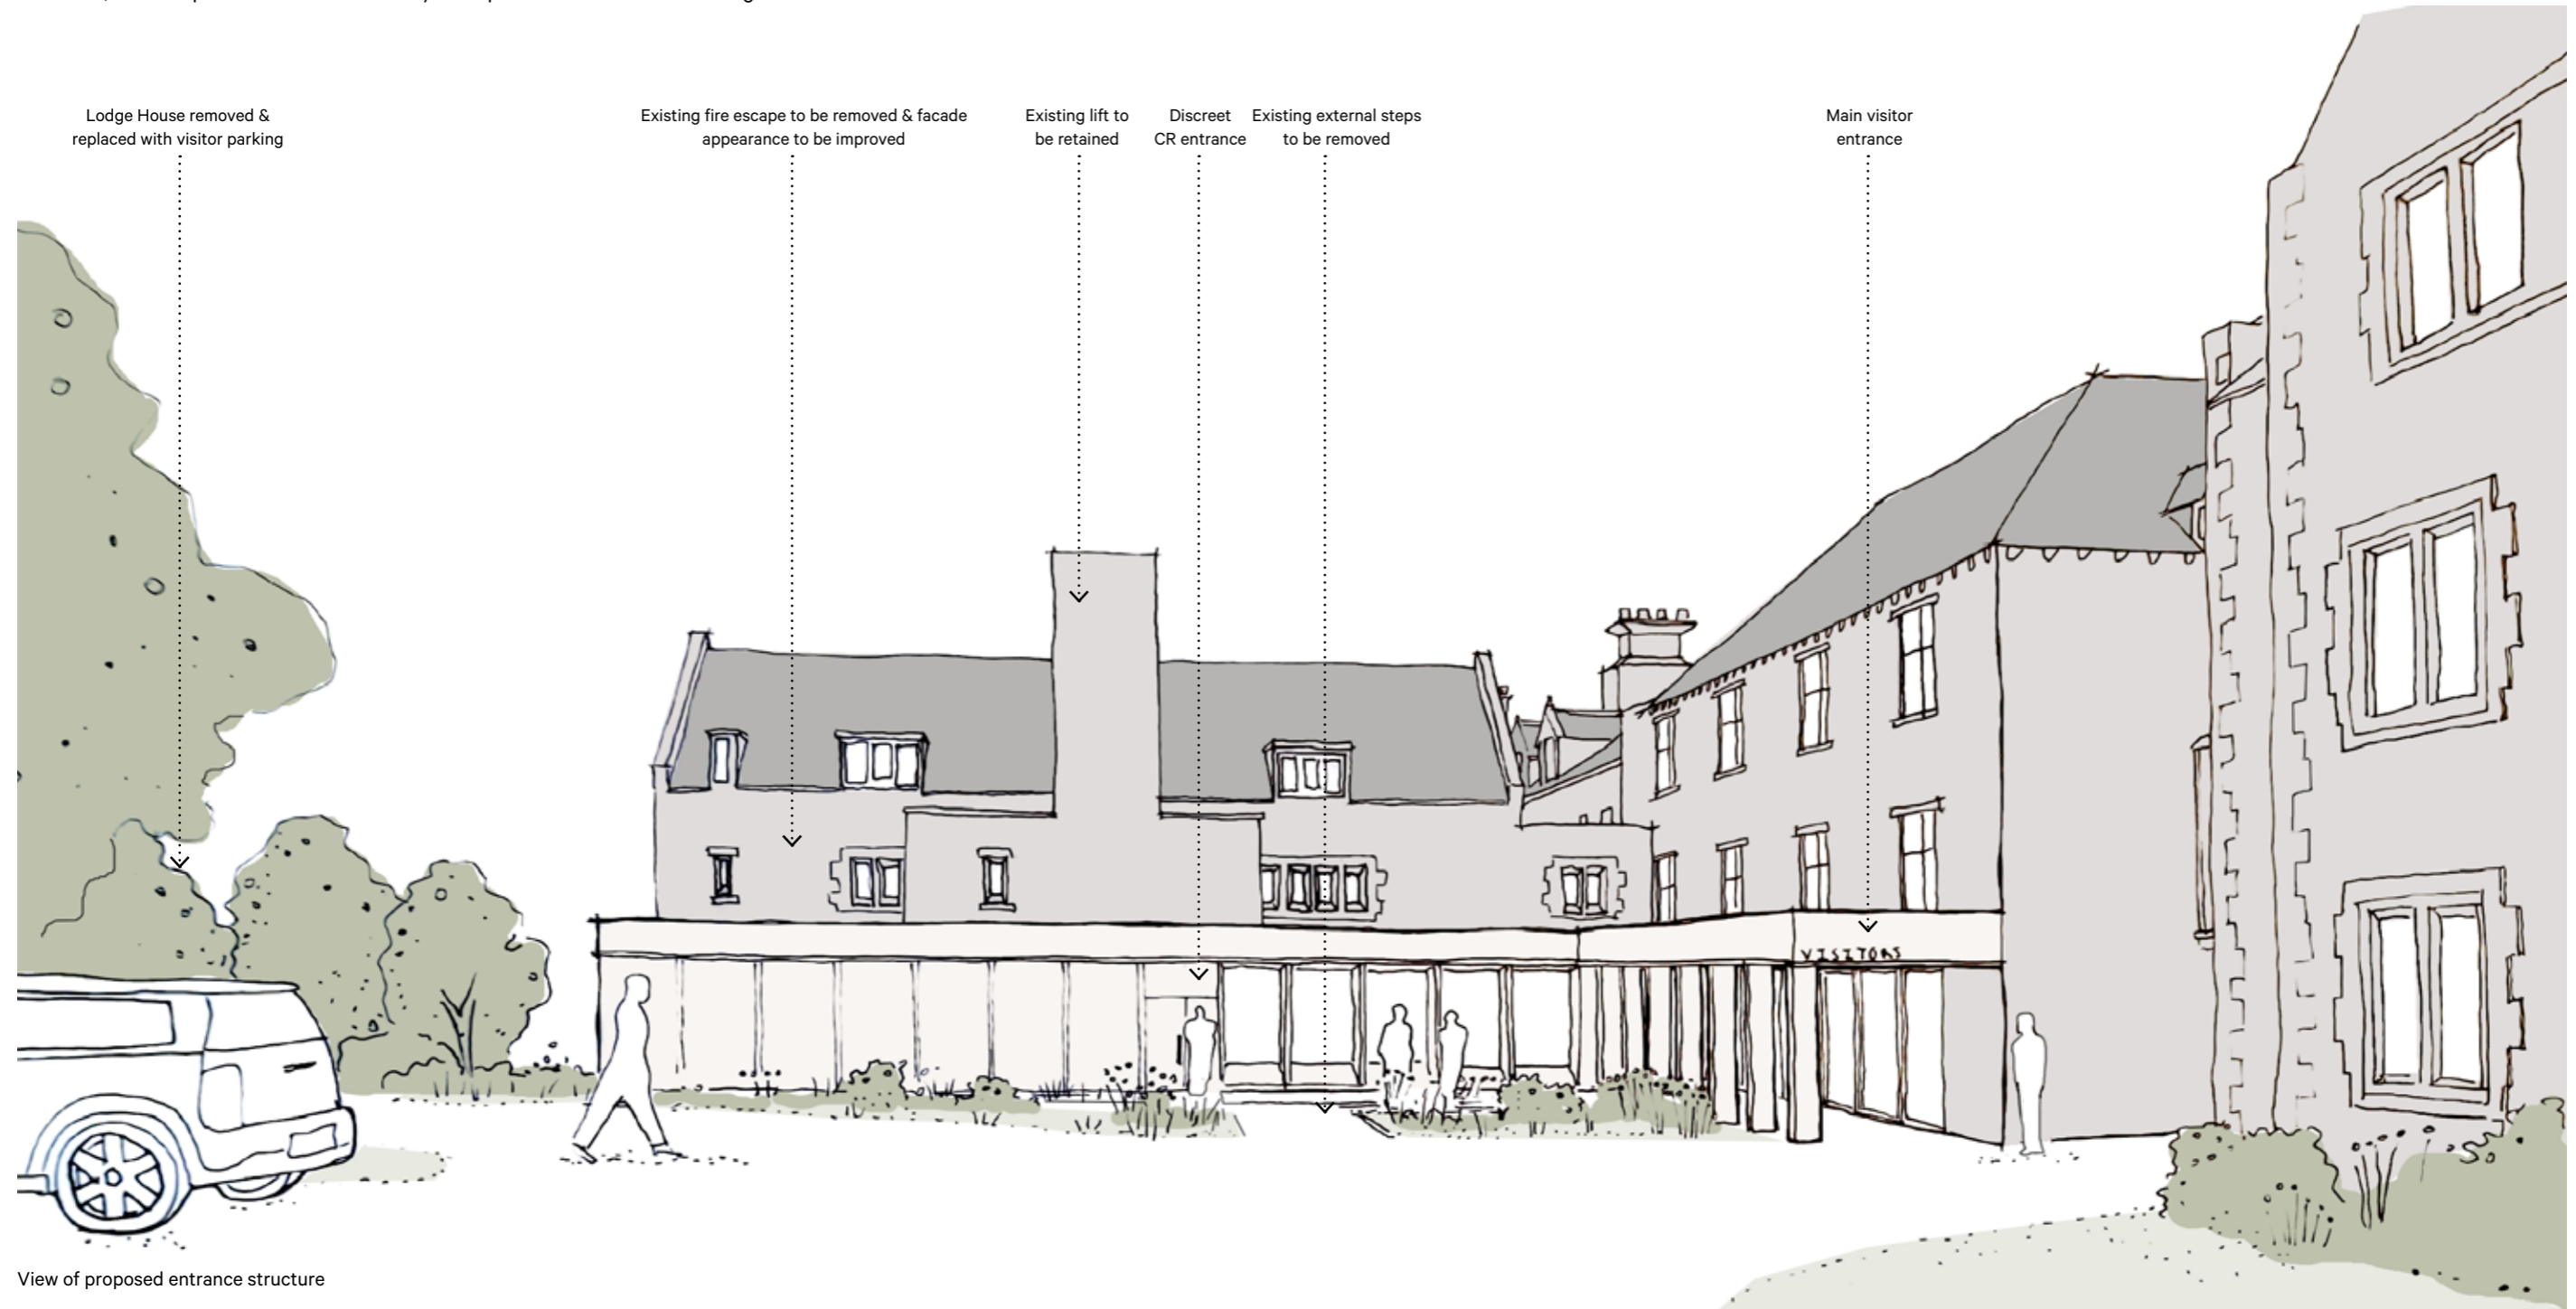 Lodge House removed &
replaced with visitor parking
Existing fire escape to be removed & facade
appearance to be improved
Existing lift to
be retained
Discreet
CR entrance
Existing external steps
to be removed
Main visitor
entrance
VISITORS
View of proposed entrance structure